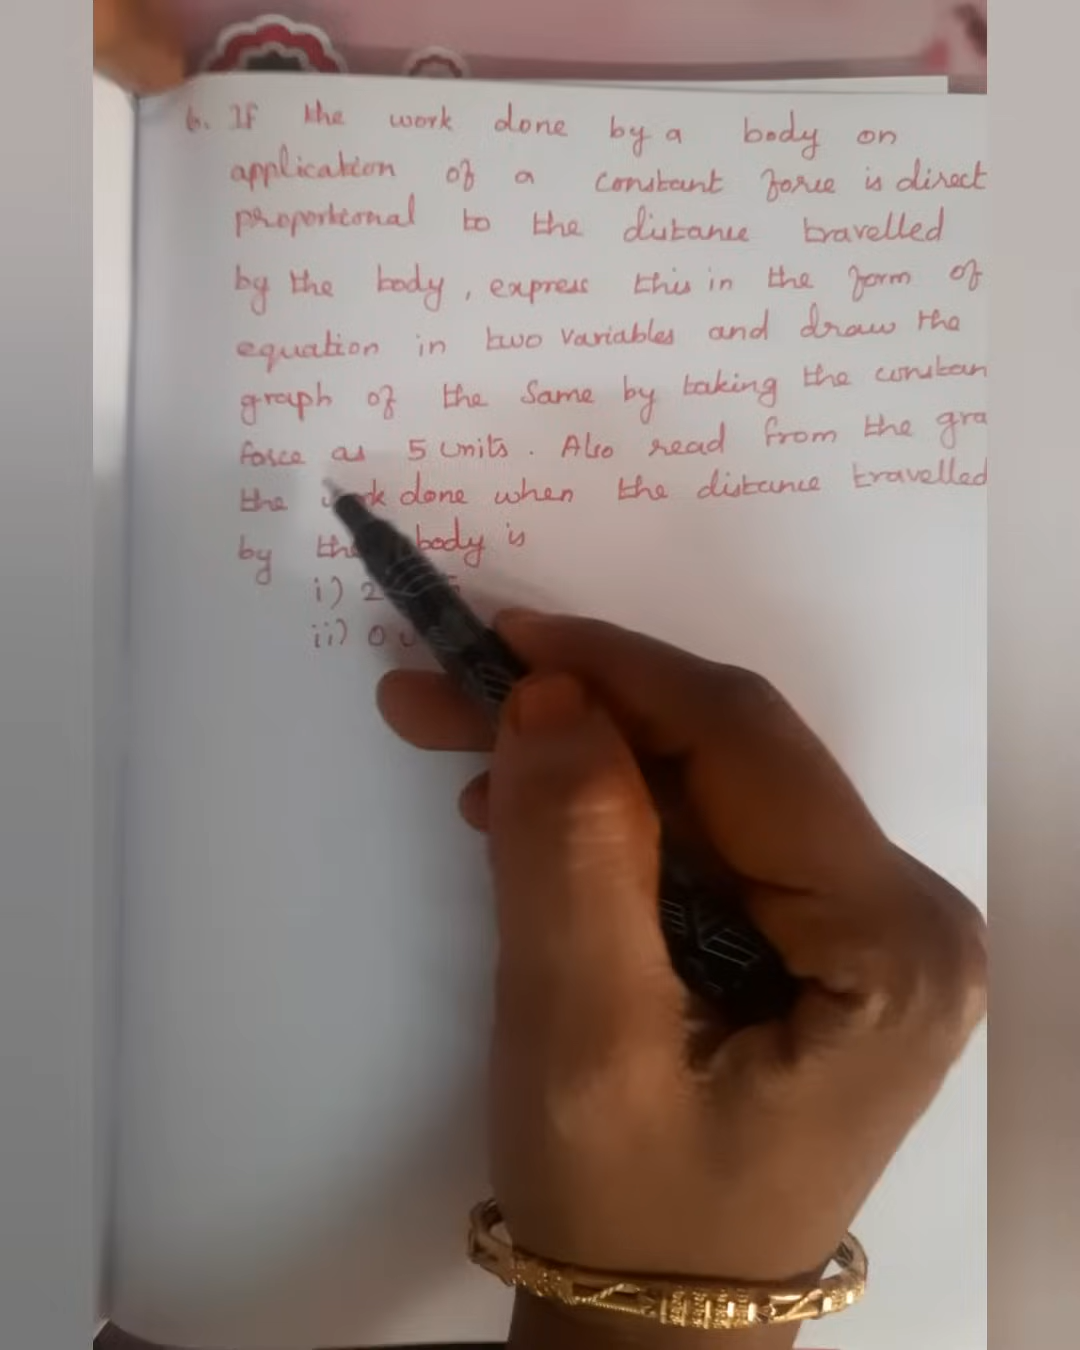 6. If the work done by a body on
application of a constant force is direct
proportional to the distance travelled
by the body, express this in the form of
equation in two variables and draw the
graph of the same by taking the constan
force as 5 units. Also read from the gra
the done when the distance travelled
by the body is
i) 2
ii) 0